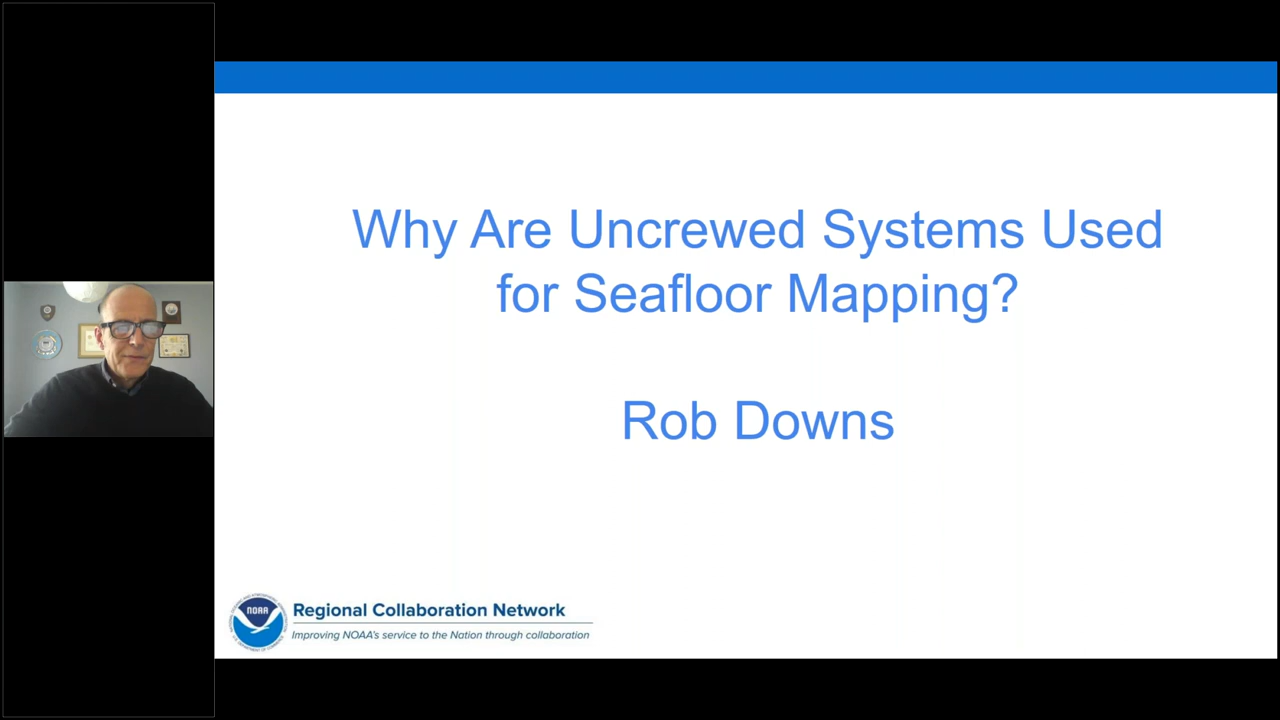 Why Are Uncrewed Systems Used
for Seafloor Mapping?
Rob Downs
NOAA
Regional Collaboration Network
Improving NOAA's service to the Nation through collaboration